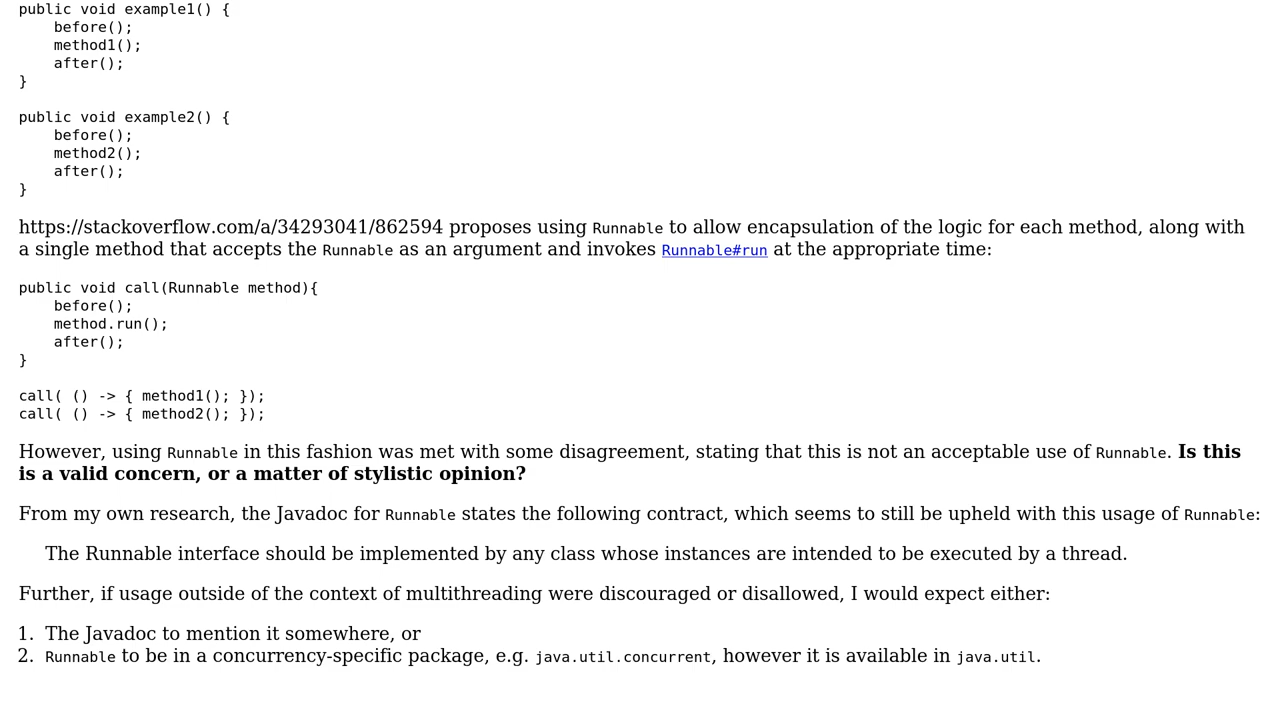 public void example1() {
    before();
    method1();
    after();
}
public void example2() {
    before();
    method2();
    after();
}
https://stackoverflow.com/a/34293041/862594 proposes using Runnable to allow encapsulation of the logic for each method, along with
a single method that accepts the Runnable as an argument and invokes Runnable#run at the appropriate time:
public void call(Runnable method){
    before();
    method.run();
    after();
}
call( () -> { method1(); });
call( () -> { method2(); });
However, using Runnable in this fashion was met with some disagreement, stating that this is not an acceptable use of Runnable. Is this
is a valid concern, or a matter of stylistic opinion?
From my own research, the Javadoc for Runnable states the following contract, which seems to still be upheld with this usage of Runnable:
The Runnable interface should be implemented by any class whose instances are intended to be executed by a thread.
Further, if usage outside of the context of multithreading were discouraged or disallowed, I would expect either:
1. The Javadoc to mention it somewhere, or
2. Runnable to be in a concurrency-specific package, e.g. java.util.concurrent, however it is available in java.util.